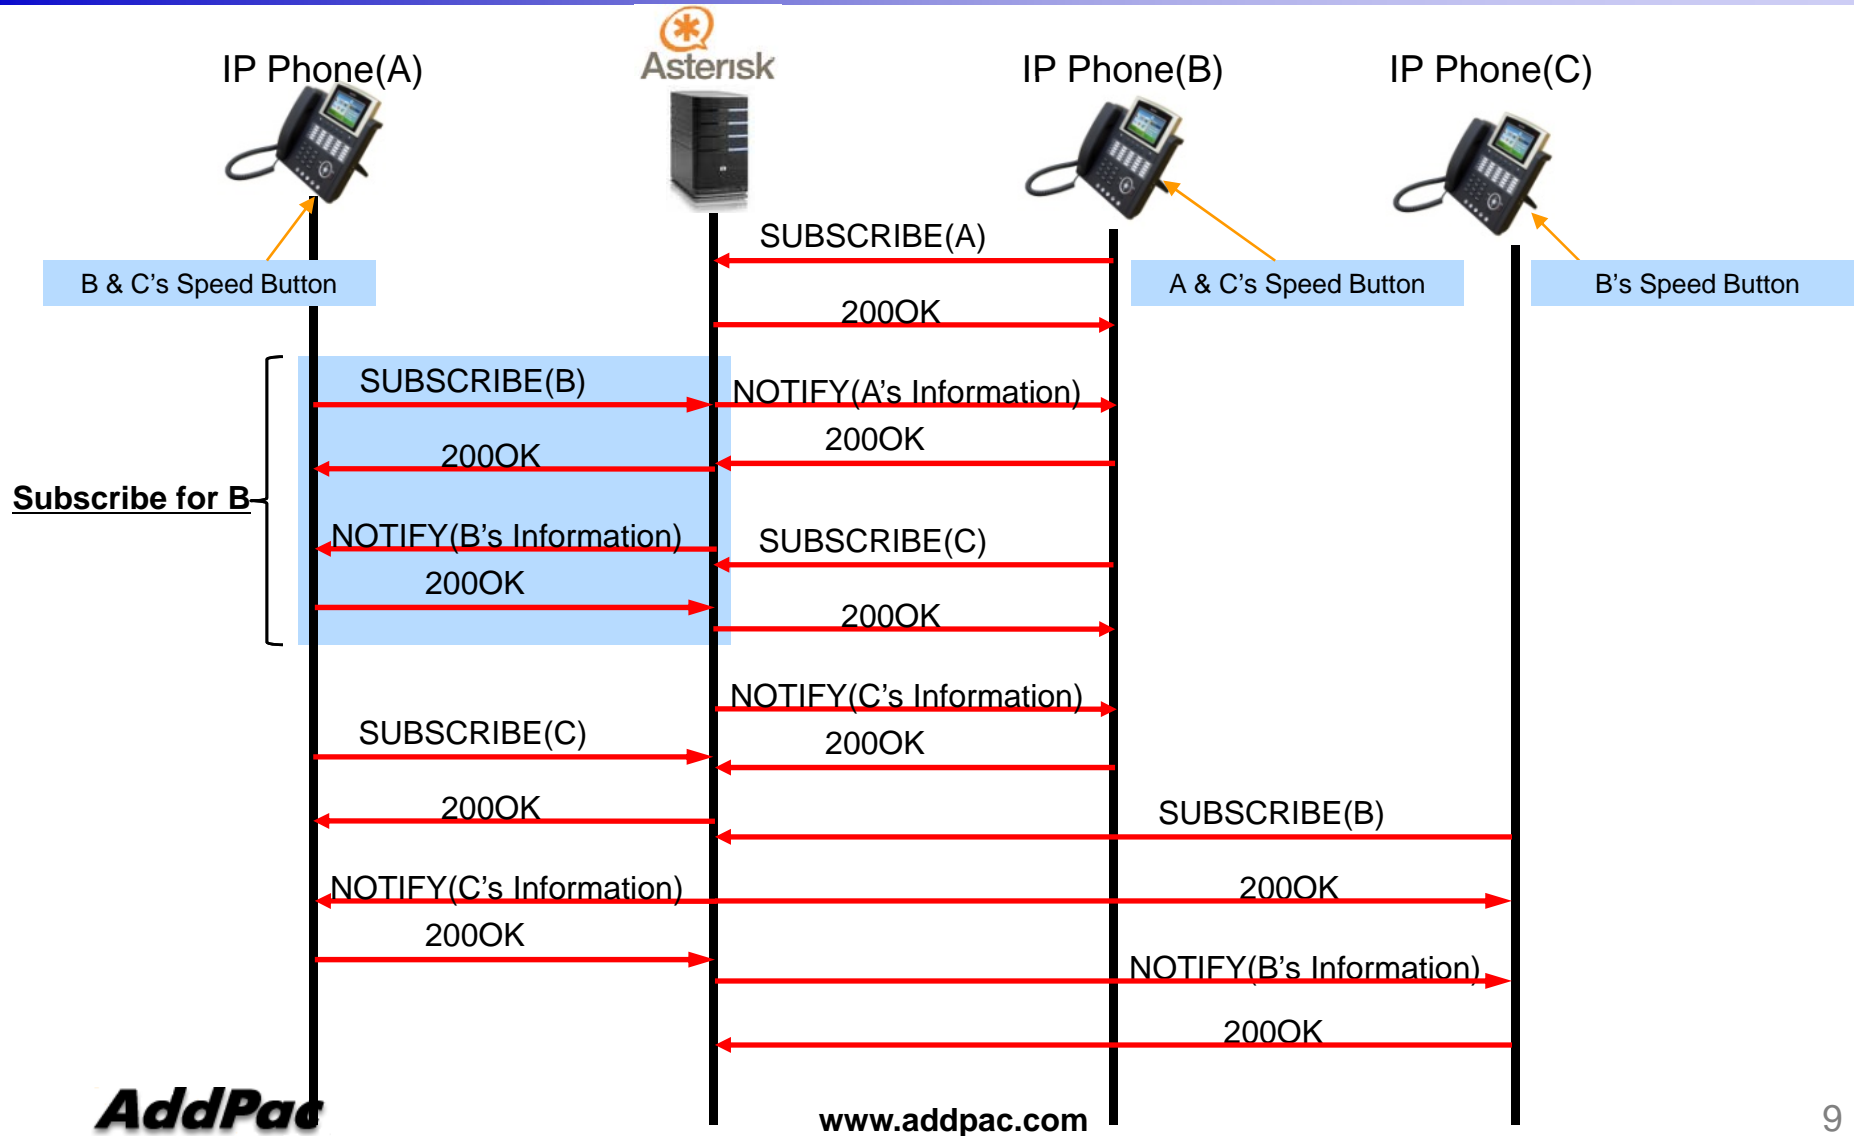 Asterisk
IP Phone(A)
IP Phone(B)
IP Phone(C)
SUBSCRIBE(A)
B & C's Speed Button
A & C's Speed Button
B's Speed Button
200OK
SUBSCRIBE(B)
NOTIFY(A's Information)
200OK
200OK
Subscribe for B
NOTIFY(B's Information)
SUBSCRIBE(C)
200OK
200OK
NOTIFY(C's Information)
SUBSCRIBE(C)
200OK
200OK
SUBSCRIBE(B)
NOTIFY(C's Information)
200OK
200OK
NOTIFY(B's Information)
200OK
AddPac
www.addpac.com
9